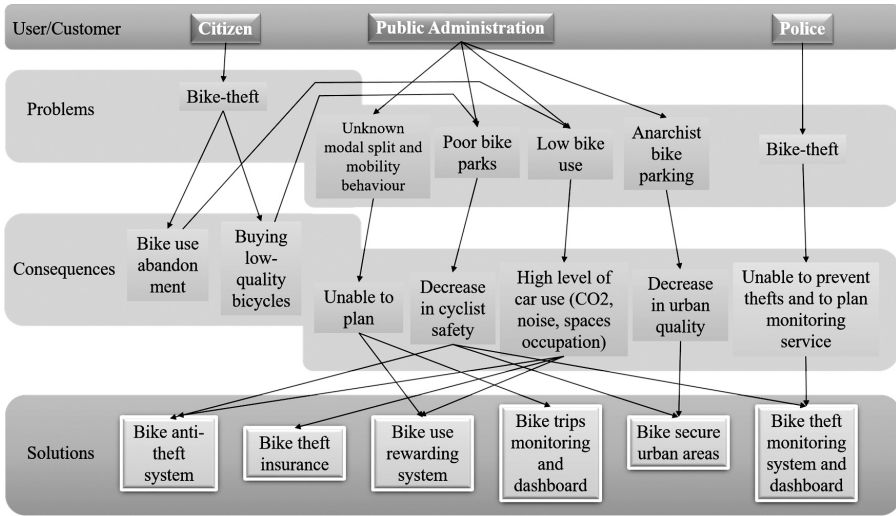 User/Customer
Citizen
Public Administration
Police
Problems
Bike-theft
Unknown
modal split and
mobility
behaviour
Poor bike
parks
Low bike
use
Anarchist
bike
parking
Bike-theft
Consequences
Bike use
abandon
ment
Buying
low-
quality
bicycles
Unable to
plan
Decrease
in cyclist
safety
High level of
car use (CO2,
noise, spaces
occupation)
Decrease
in urban
quality
Unable to prevent
thefts and to plan
monitoring
service
Solutions
Bike anti-
theft
system
Bike theft
insurance
Bike use
rewarding
system
Bike trips
monitoring
and
dashboard
Bike secure
urban areas
Bike theft
monitoring
system and
dashboard